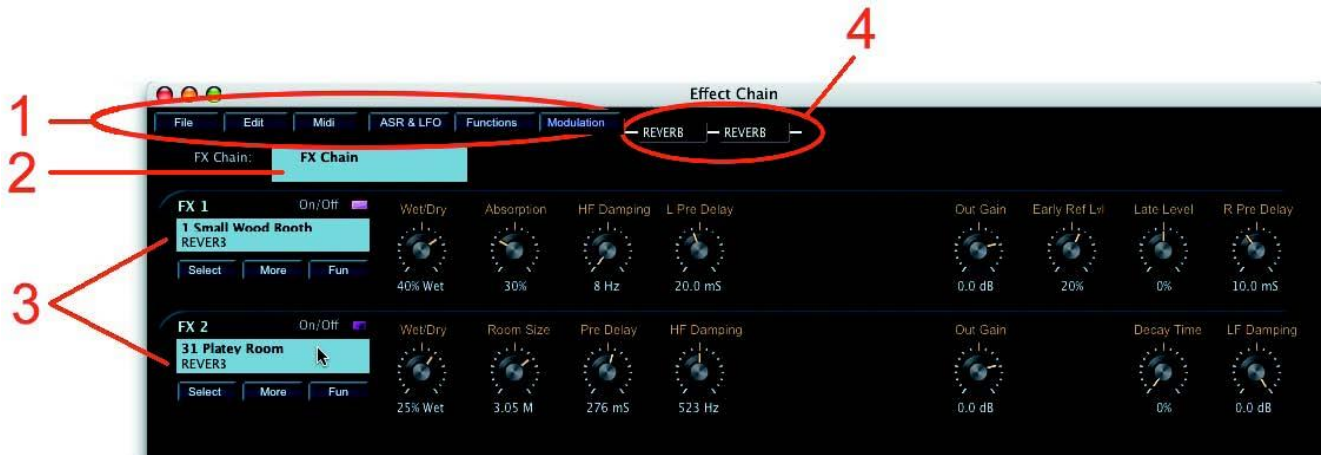 4
Effect Chain
1
File Edit Midi ASR & LFO Functions Modulation
REVERB REVERB
2
FX Chain: FX Chain
FX 1 On/Off
Wet/Dry Absorption HF Damping L Pre Delay Out Gain Early Ref Lvl Late Level R Pre Delay
1 Small Wood Booth
REVERB
Select More Fun
40% Wet 30% 8 Hz 20.0 mS 0.0 dB 20% 0% 10.0 mS
3
FX 2 On/Off
Wet/Dry Room Size Pre Delay HF Damping Out Gain Decay Time LF Damping
31 Platey Room
REVERB
Select More Fun
25% Wet 3.05 M 276 mS 523 Hz 0.0 dB 0% 0.0 dB